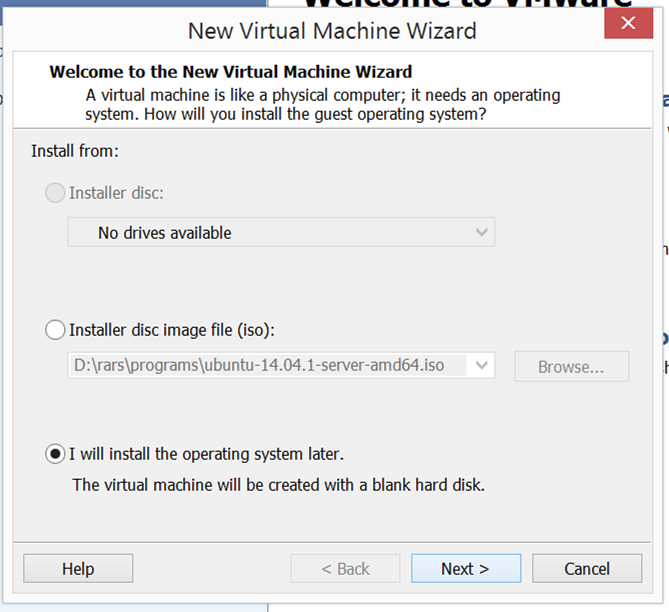 Welcome to VMware
New Virtual Machine Wizard
Welcome to the New Virtual Machine Wizard
A virtual machine is like a physical computer; it needs an operating
system. How will you install the guest operating system?
Install from:
Installer disc:
No drives available
Installer disc image file (iso):
D:\rars\programs\ubuntu-14.04.1-server-amd64.iso
Browse...
I will install the operating system later.
The virtual machine will be created with a blank hard disk.
Help
< Back
Next >
Cancel